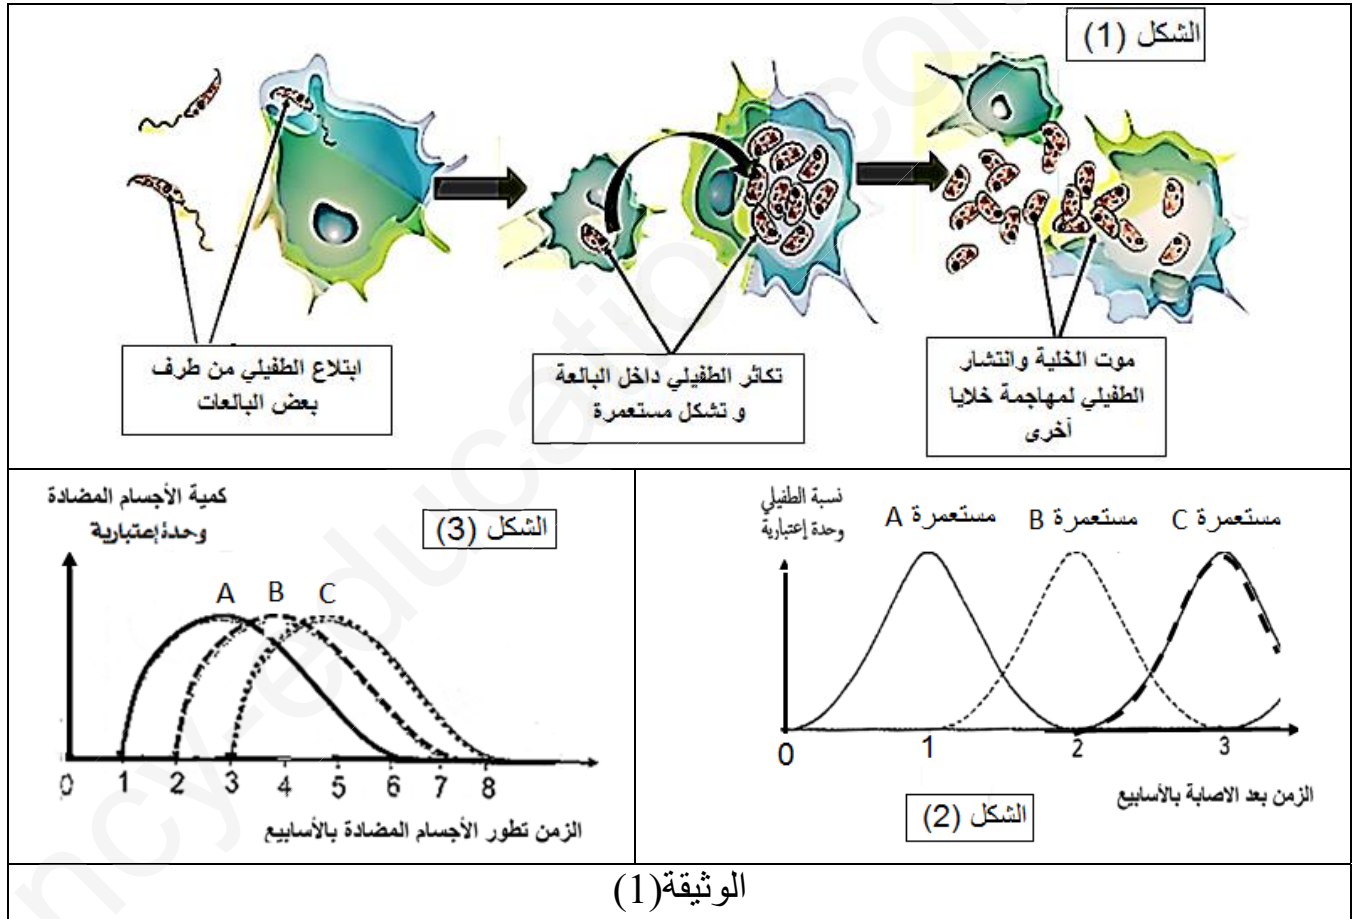 الشكل (1)
ابتلاع الطفيلي من طرف
بعض البالعات
تكاثر الطفيلي داخل البالعة
و تشكل مستعمرة
موت الخلية وانتشار
الطفيلي لمهاجمة خلايا
أخرى
نسبة الطفيلي
وحدة إعتبارية
مستعمرة A
مستعمرة B
مستعمرة C
0 1 2 3
الزمن بعد الاصابة بالأسابيع
الشكل (2)
كمية الأجسام المضادة
وحدة إعتبارية
الشكل (3)
A B C
0 1 2 3 4 5 6 7 8
الزمن تطور الأجسام المضادة بالأسابيع
الوثيقة(1)
ncy-education.com